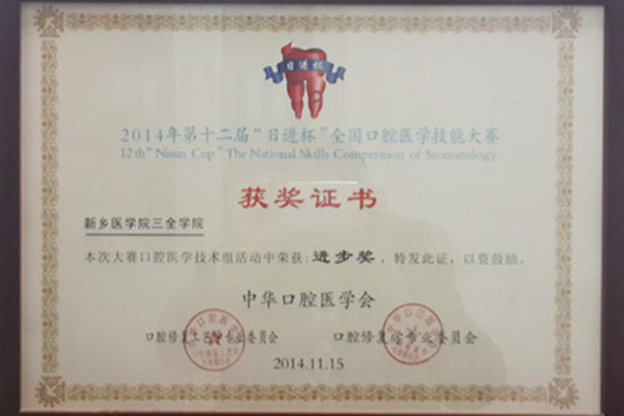 日进杯
2014年第十二届“日进杯”全国口腔医学技能大赛
12th“Nissin Cup”The National Skills Competition of Stomatology
获奖证书
新乡医学院三全学院
本次大赛口腔医学技术组活动中荣获:进步奖，特发此证，以资鼓励。
中华口腔医学会
口腔修复工艺学专业委员会 口腔修复学专业委员会
2014.11.15